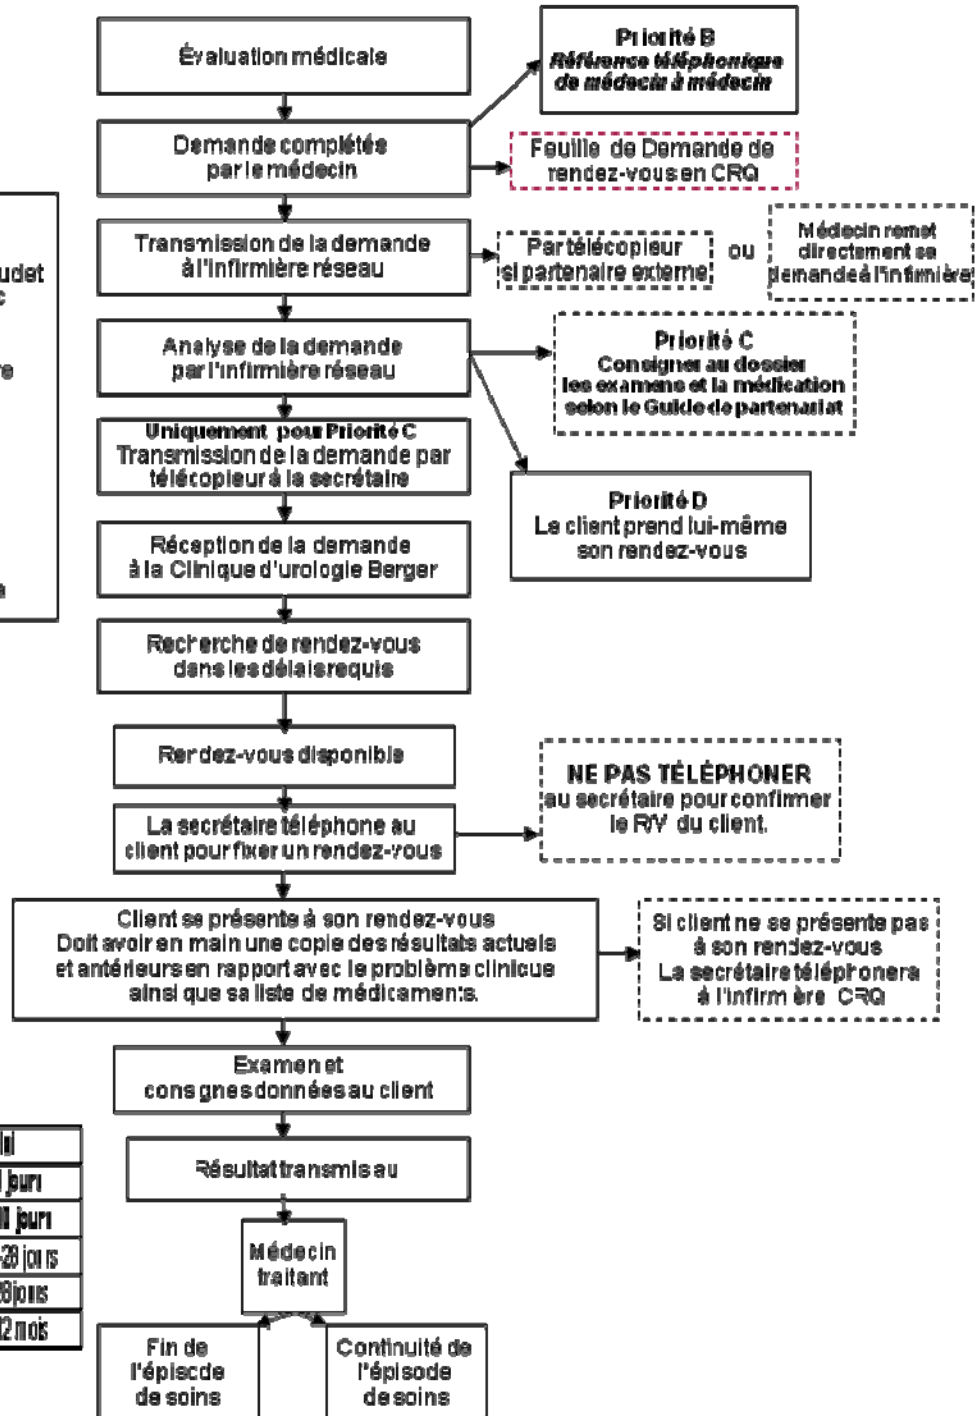 Évaluation médicale
Priorité B
Référence téléphonique
de médecin à médecin
Demande complétés
par le médecin
Feuille de Demande de
rendez-vous en CRQ
Transmission de la demande
à l'infirmière réseau
Par télécopieur
si partenaire externe
ou
Médecin remet
directement sa
demande à l'infirmière
udet
Analyse de la demande
par l'infirmière réseau
Priorité C
Consigner au dossier
les examens et la médication
selon le Guide de partenariat
re
Uniquement pour Priorité C
Transmission de la demande par
télécopieur à la secrétaire
Priorité D
Le client prend lui-même
son rendez-vous
Réception de la demande
à la Clinique d'urologie Berger
Recherche de rendez-vous
dans les délais requis
Rendez-vous disponible
NE PAS TÉLÉPHONER
au secrétaire pour confirmer
le R/V du client.
La secrétaire téléphone au
client pour fixer un rendez-vous
Client se présente à son rendez-vous
Doit avoir en main une copie des résultats actuels
et antérieurs en rapport avec le problème clinique
ainsi que sa liste de médicaments.
Si client ne se présente pas
à son rendez-vous
La secrétaire téléphonera
à l'infirmière CRQ
Examen et
consignes données au client
Résultat transmis au
jours
jours
-28 jours
28 jours
12 mois
Médecin
traitant
Fin de
l'épisode
de soins
Continuité de
l'épisode
de soins